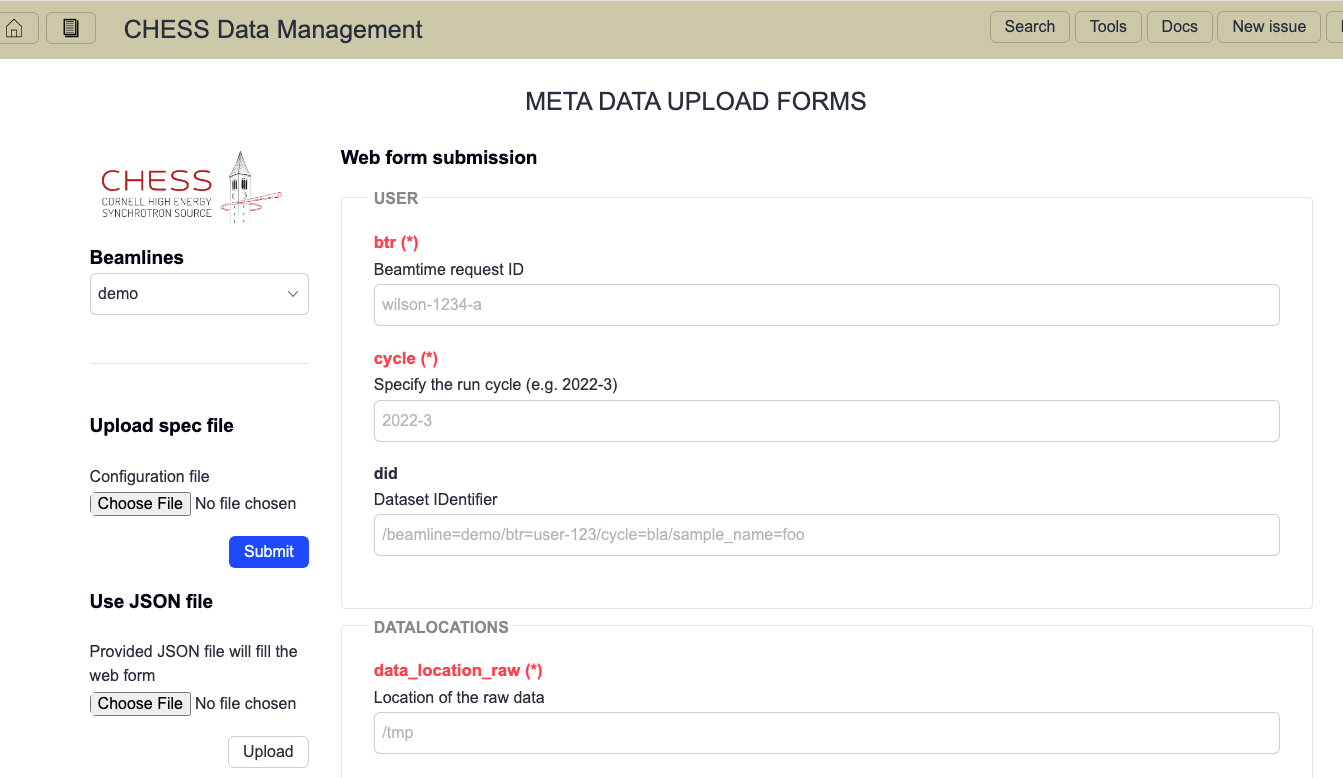 CHESS Data Management
Search
Tools
Docs
New issue
META DATA UPLOAD FORMS
CHESS
CORNELL HIGH ENERGY
SYNCHROTRON SOURCE
Beamlines
demo
Upload spec file
Configuration file
Choose File No file chosen
Submit
Use JSON file
Provided JSON file will fill the
web form
Choose File No file chosen
Upload
Web form submission
USER
btr (*)
Beamtime request ID
wilson-1234-a
cycle (*)
Specify the run cycle (e.g. 2022-3)
2022-3
did
Dataset IDentifier
/beamline=demo/btr=user-123/cycle=bla/sample_name=foo
DATALOCATIONS
data_location_raw (*)
Location of the raw data
/tmp